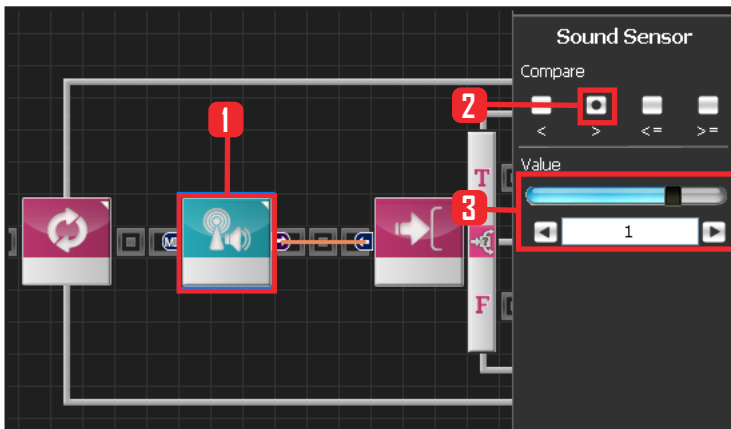 1
M
T
F
Sound Sensor
Compare
2
< > <= >=
Value
3
1